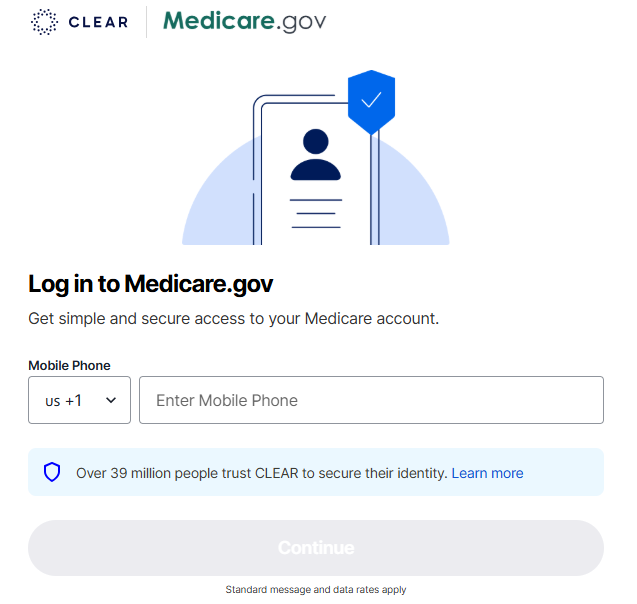 CLEAR Medicare.gov
Log in to Medicare.gov
Get simple and secure access to your Medicare account.
Mobile Phone
us +1 Enter Mobile Phone
Over 39 million people trust CLEAR to secure their identity. Learn more
Continue
Standard message and data rates apply